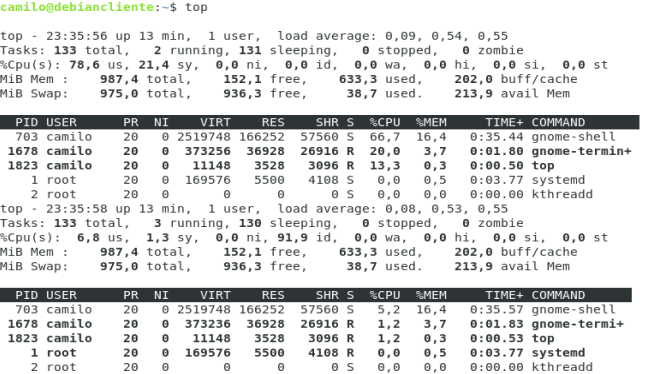 camilo@debiancliente:~$ top
top - 23:35:56 up 13 min,  1 user,  load average: 0,09, 0,54, 0,55
Tasks: 133 total,   2 running, 131 sleeping,   0 stopped,   0 zombie
%Cpu(s): 78,6 us, 21,4 sy,  0,0 ni,  0,0 id,  0,0 wa,  0,0 hi,  0,0 si,  0,0 st
MiB Mem :    987,4 total,    152,1 free,    633,3 used,    202,0 buff/cache
MiB Swap:    975,0 total,    936,3 free,     38,7 used.    213,9 avail Mem
PID USER      PR  NI    VIRT    RES    SHR S  %CPU  %MEM     TIME+ COMMAND
703 camilo    20   0 2519748 166252  57560 S  66,7  16,4   0:35.44 gnome-shell
1678 camilo    20   0  373256  36928  26916 R  20,0   3,7   0:01.80 gnome-termin+
1823 camilo    20   0   11148   3528   3096 R  13,3   0,3   0:00.50 top
1 root      20   0  169576   5500   4108 S   0,0   0,5   0:03.77 systemd
2 root      20   0       0      0      0 S   0,0   0,0   0:00.00 kthreadd
top - 23:35:58 up 13 min,  1 user,  load average: 0,08, 0,53, 0,55
Tasks: 133 total,   3 running, 130 sleeping,   0 stopped,   0 zombie
%Cpu(s):  6,8 us,  1,3 sy,  0,0 ni, 91,9 id,  0,0 wa,  0,0 hi,  0,0 si,  0,0 st
MiB Mem :    987,4 total,    152,1 free,    633,3 used,    202,0 buff/cache
MiB Swap:    975,0 total,    936,3 free,     38,7 used.    213,9 avail Mem
PID USER      PR  NI    VIRT    RES    SHR S  %CPU  %MEM     TIME+ COMMAND
703 camilo    20   0 2519748 166252  57560 S   5,2  16,4   0:35.57 gnome-shell
1678 camilo    20   0  373236  36928  26916 R   1,2   3,7   0:01.83 gnome-termi+
1823 camilo    20   0   11148   3528   3096 R   1,2   0,3   0:00.53 top
1 root      20   0  169576   5500   4108 R   0,0   0,5   0:03.77 systemd
2 root      20   0       0      0      0 S   0,0   0,0   0:00.00 kthreadd